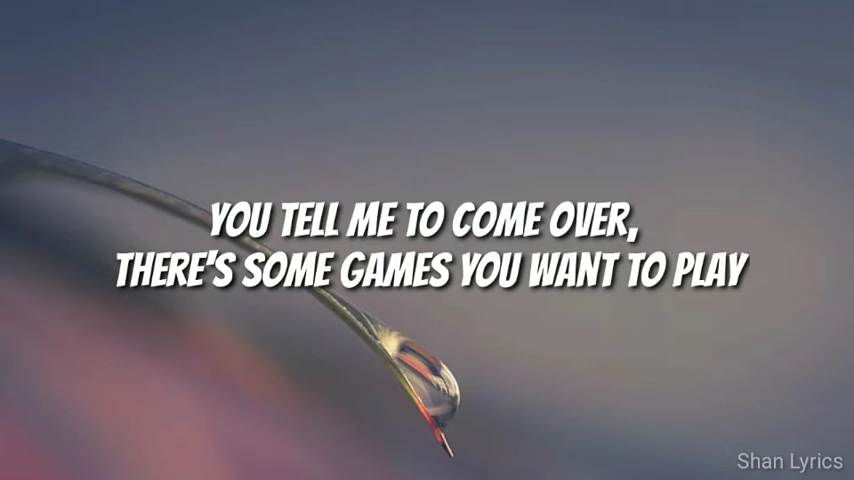 YOU TELL ME TO COME OVER,
THERE'S SOME GAMES YOU WANT TO PLAY
Shan Lyrics